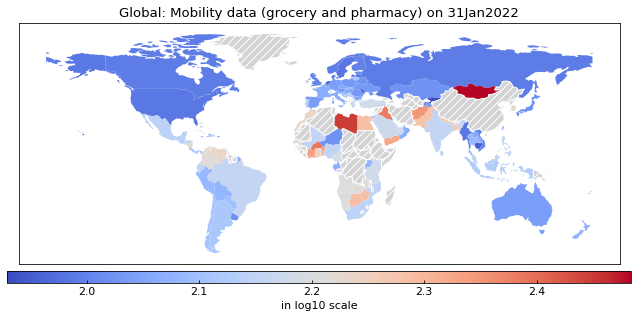 Global: Mobility data (grocery and pharmacy) on 31Jan2022
2.0 2.1 2.2 2.3 2.4
in log10 scale